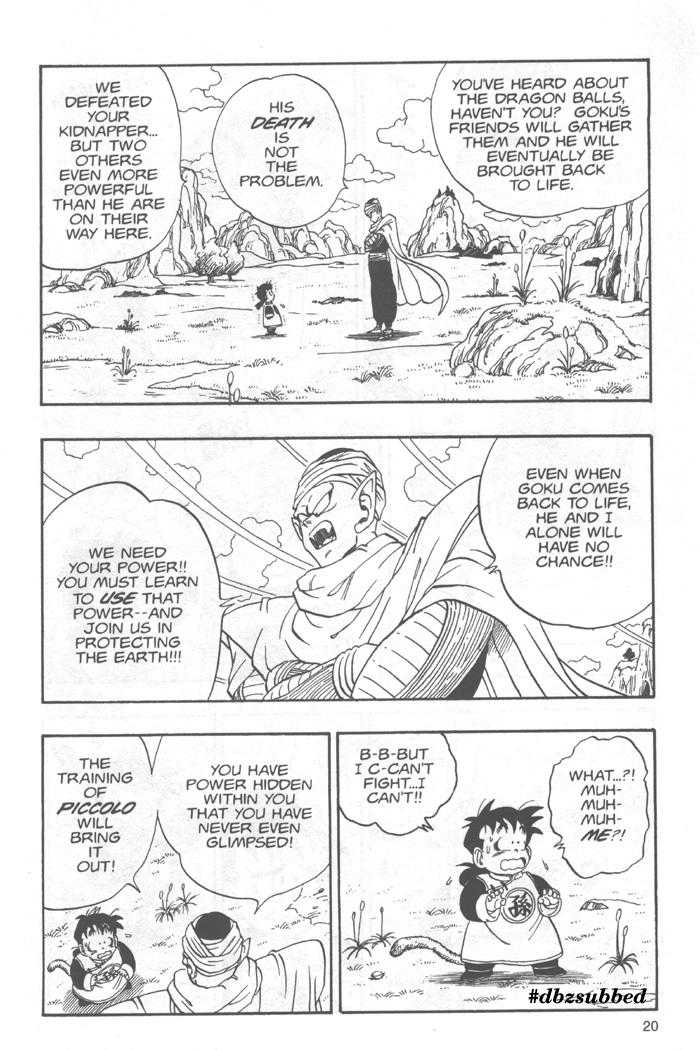 YOU'VE HEARD ABOUT
THE DRAGON BALLS,
HAVEN'T YOU? GOKU'S
FRIENDS WILL GATHER
THEM AND HE WILL
EVENTUALLY BE
BROUGHT BACK
TO LIFE.
HIS
DEATH
IS
NOT
THE
PROBLEM.
WE
DEFEATED
YOUR
KIDNAPPER...
BUT TWO
OTHERS
EVEN MORE
POWERFUL
THAN HE ARE
ON THEIR
WAY HERE.
EVEN WHEN
GOKU COMES
BACK TO LIFE,
HE AND I
ALONE WILL
HAVE NO
CHANCE!!
WE NEED
YOUR POWER!!
YOU MUST LEARN
TO USE THAT
POWER--AND
JOIN US IN
PROTECTING
THE EARTH!!!
WHAT...?!
MUH-
MUH-
MUH-
ME?!
孫
B-B-BUT
I C-CAN'T
FIGHT...I
CAN'T!!
YOU HAVE
POWER HIDDEN
WITHIN YOU
THAT YOU HAVE
NEVER EVEN
GLIMPSED!
THE
TRAINING
OF
PICCOLO
WILL
BRING
IT
OUT!
#dbzsubbed
20